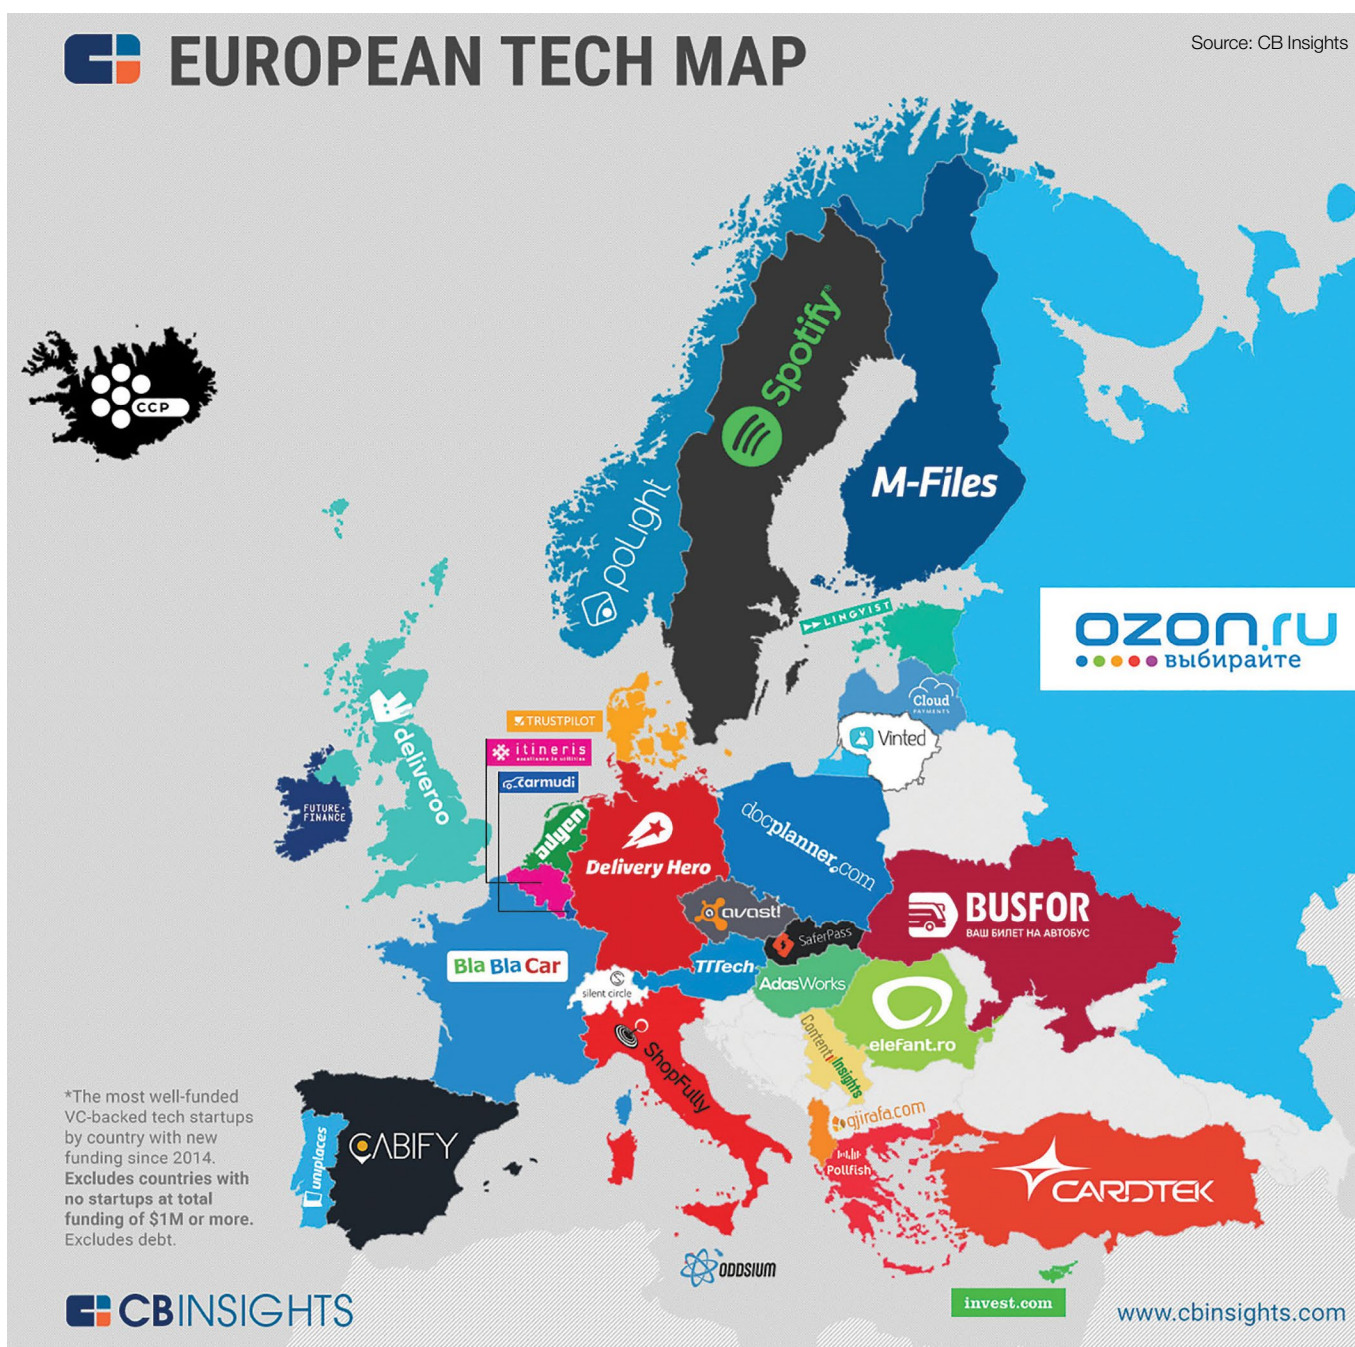 EUROPEAN TECH MAP
Source: CB Insights
CCP
Spotify
M-Files
poLight
LINGVIST
ozon.ru
выбирайте
Cloud
PAYMENTS
Vinted
TRUSTPILOT
itineris
excellence in utilities
carmudi
deliveroo
FUTURE
FINANCE
adyen
Delivery Hero
docplanner.com
BUSFOR
ВАШ БИЛЕТ НА АВТОБУС
avast!
SaferPass
TTTech
AdasWorks
Bla Bla Car
silent circle
elefant.ro
Content Insights
ShopFully
gjirafa.com
Pollfish
CARDTEK
CABIFY
uniplaces
*The most well-funded
VC-backed tech startups
by country with new
funding since 2014.
Excludes countries with
no startups at total
funding of $1M or more.
Excludes debt.
ODDSIUM
invest.com
CBINSIGHTS
www.cbinsights.com